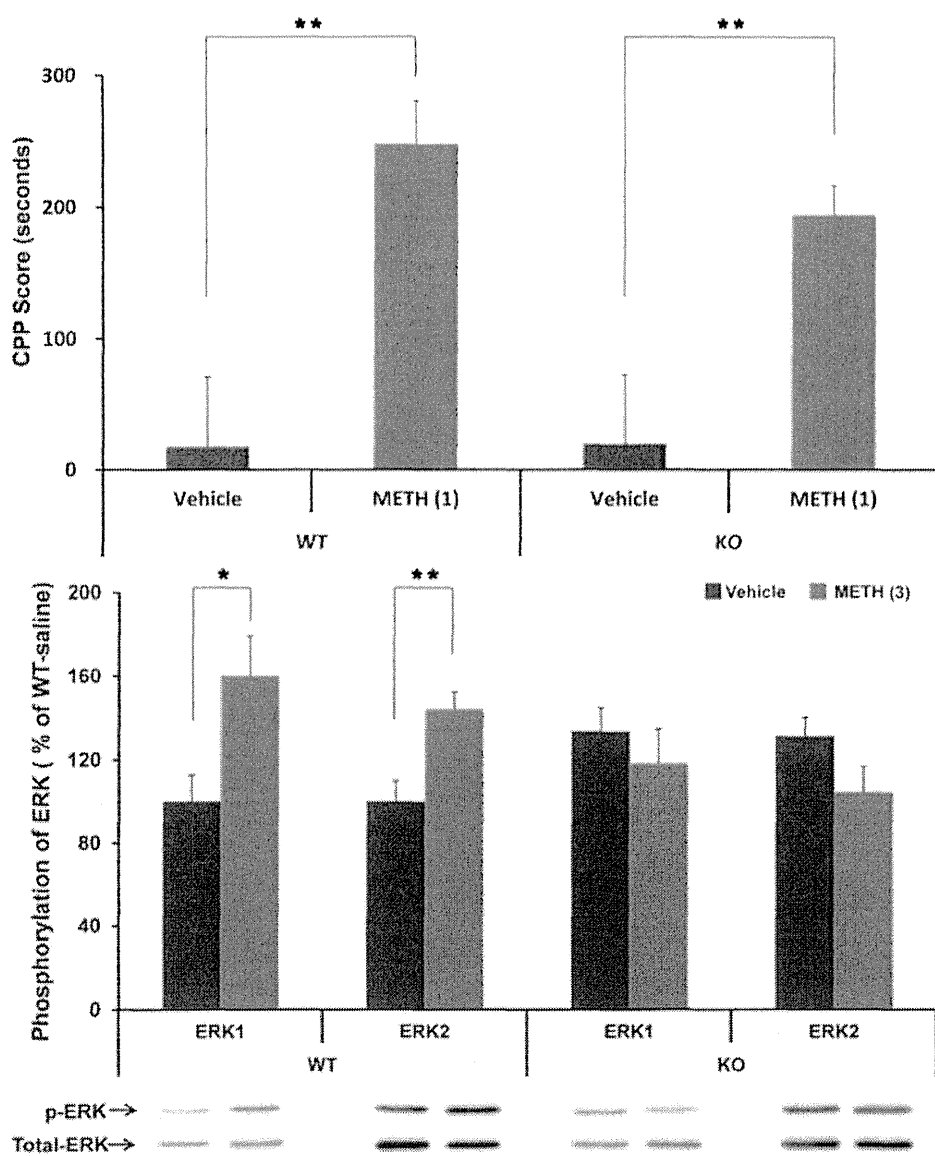 ** **
CPP Score (seconds)
300
200
100
0
Vehicle METH (1) Vehicle METH (1)
WT KO
Phosphorylation of ERK ( % of WT-saline)
200
160
120
80
40
0
* **
Vehicle METH (3)
ERK1 ERK2 ERK1 ERK2
WT KO
p-ERK→
Total-ERK→